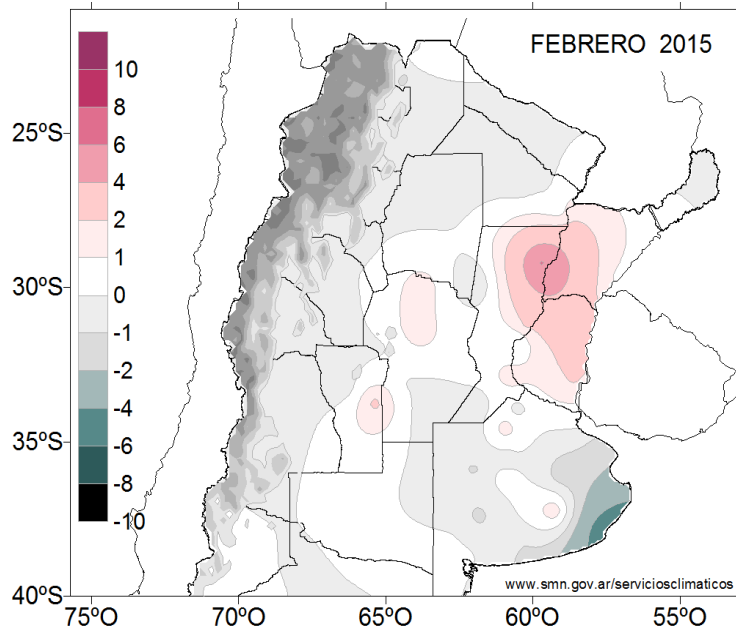 FEBRERO 2015
10
8
6
4
2
1
0
-1
-2
-4
-6
-8
-10
25ºS
30ºS
35ºS
40ºS
75ºO 70ºO 65ºO 60ºO 55ºO
www.smn.gov.ar/serviciosclimaticos